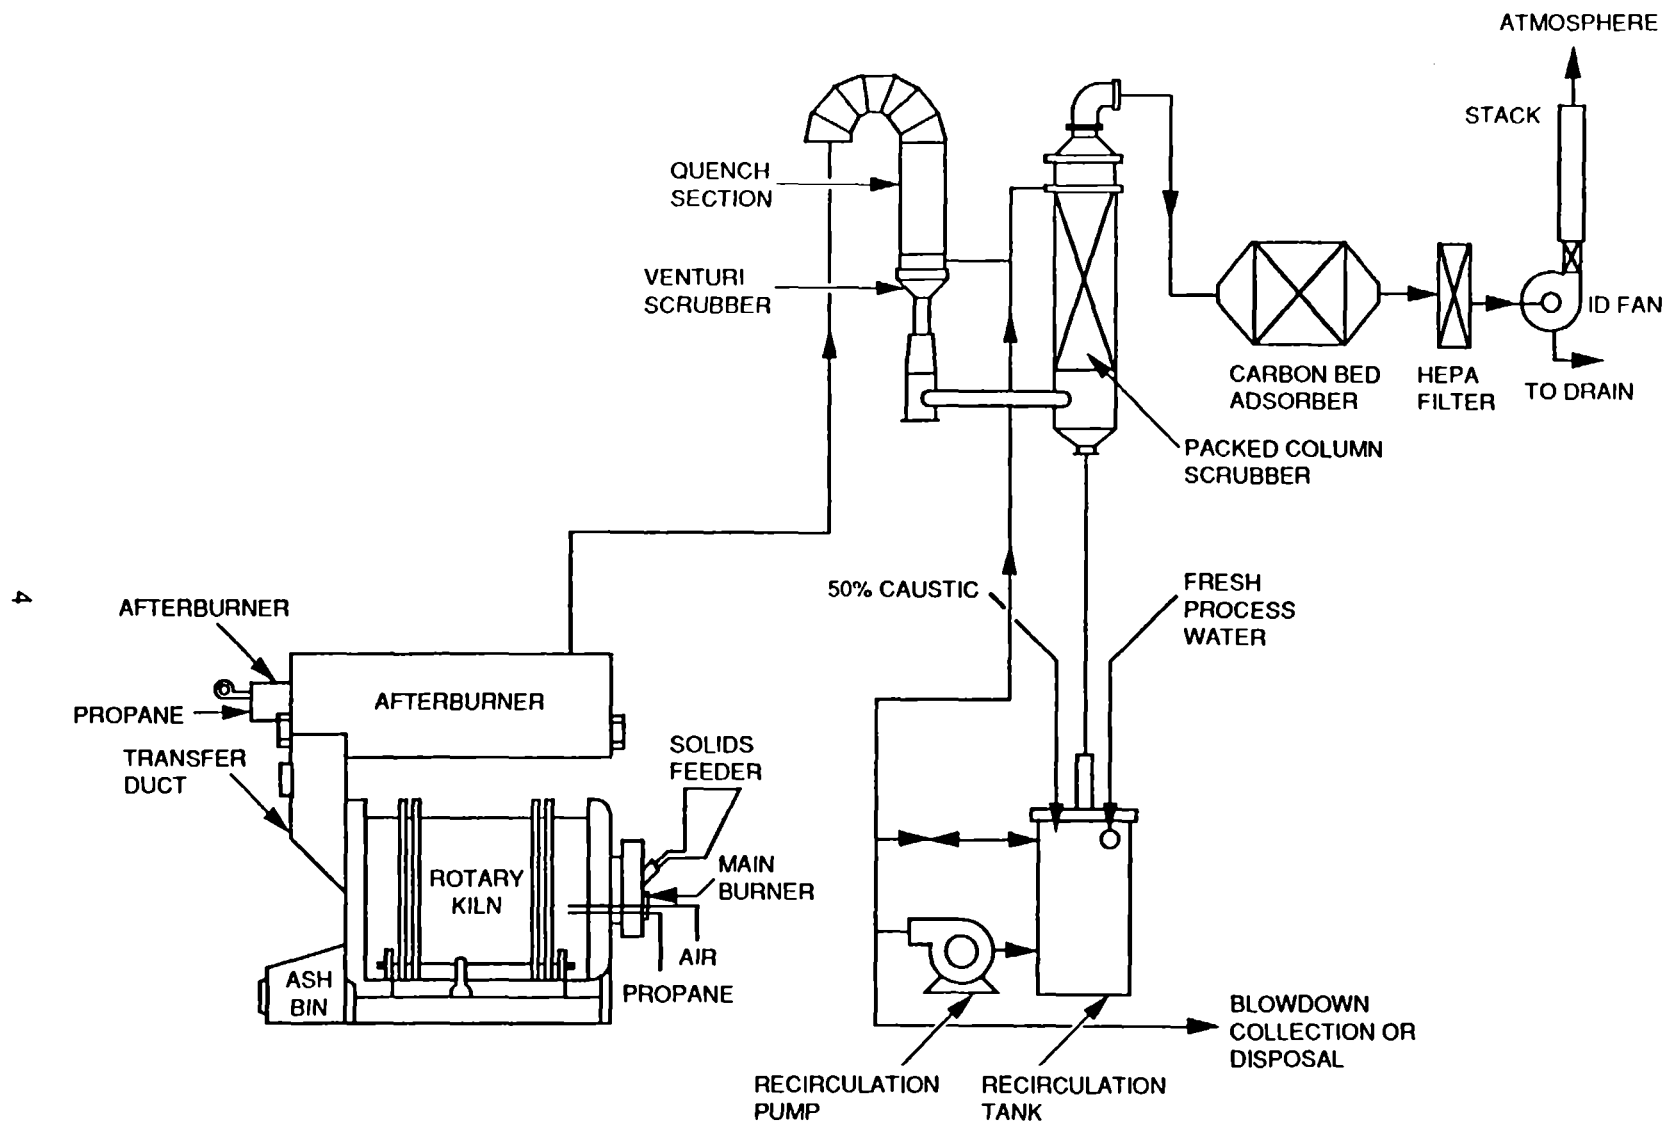 ATMOSPHERE
STACK
QUENCH
SECTION
VENTURI
SCRUBBER
ID FAN
CARBON BED
ADSORBER
HEPA
FILTER
TO DRAIN
PACKED COLUMN
SCRUBBER
50% CAUSTIC
FRESH
PROCESS
WATER
4
AFTERBURNER
AFTERBURNER
PROPANE
TRANSFER
DUCT
SOLIDS
FEEDER
ROTARY
KILN
MAIN
BURNER
AIR
ASH
BIN
PROPANE
BLOWDOWN
COLLECTION OR
DISPOSAL
RECIRCULATION
PUMP
RECIRCULATION
TANK